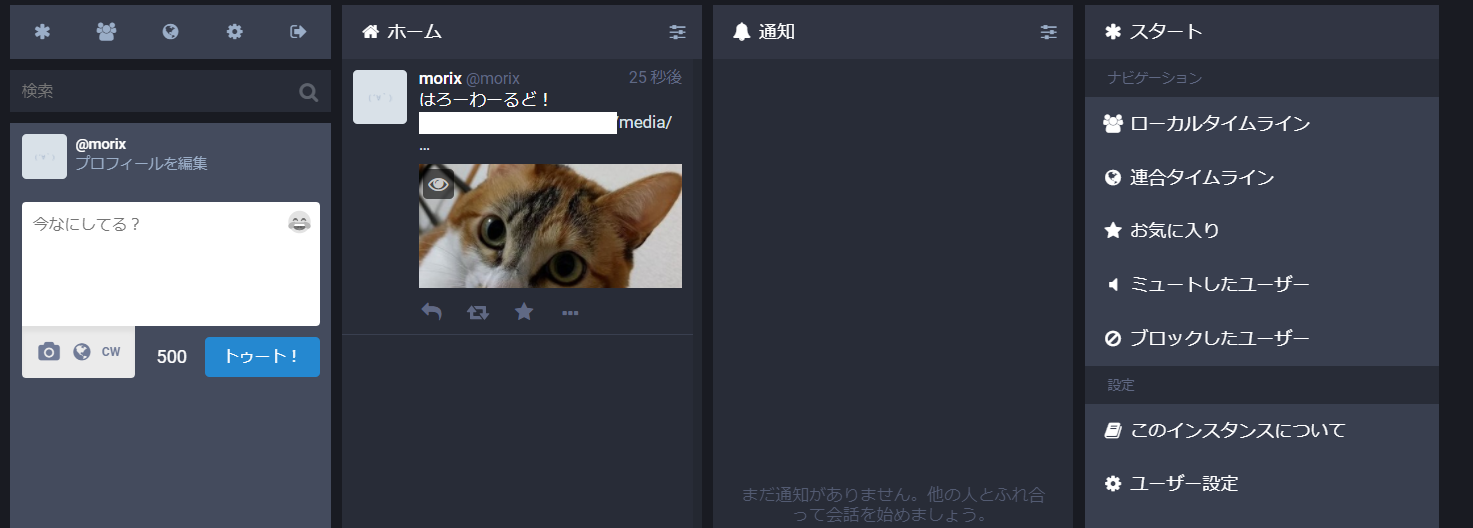 検索
@morix
プロフィールを編集
今なにしてる？
CW
500
トゥート！
ホーム
morix @morix 25 秒後
はろーわーるど！
/media/
...
通知
まだ通知がありません。他の人とふれ合
って会話を始めましょう。
スタート
ナビゲーション
ローカルタイムライン
連合タイムライン
お気に入り
ミュートしたユーザー
ブロックしたユーザー
設定
このインスタンスについて
ユーザー設定